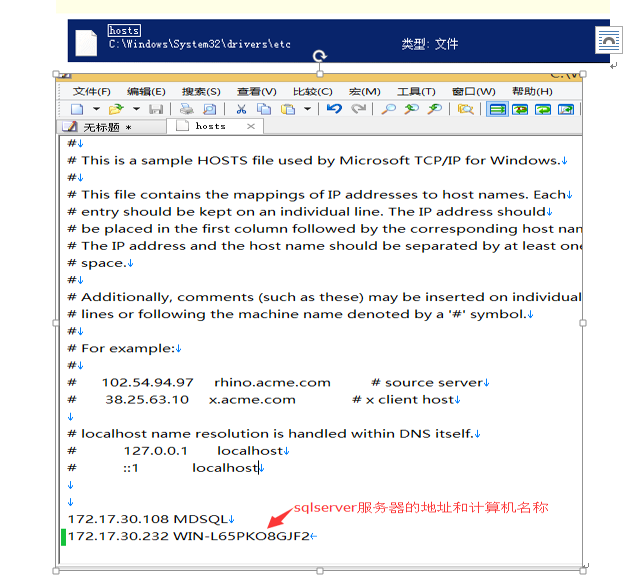 hosts
C:\Windows\System32\drivers\etc 类型: 文件
文件(F) 编辑(E) 搜索(S) 查看(V) 比较(C) 宏(M) 工具(T) 窗口(W) 帮助(H)
无标题 * hosts
#
# This is a sample HOSTS file used by Microsoft TCP/IP for Windows.
#
# This file contains the mappings of IP addresses to host names. Each
# entry should be kept on an individual line. The IP address should
# be placed in the first column followed by the corresponding host
# The IP address and the host name should be separated by at least one
# space.
#
# Additionally, comments (such as these) may be inserted on individual
# lines or following the machine name denoted by a '#' symbol.
#
# For example:
#
# 102.54.94.97 rhino.acme.com # source server
# 38.25.63.10 x.acme.com # x client host
# localhost name resolution is handled within DNS itself.
# 127.0.0.1 localhost
# ::1 localhost
sqlserver服务器的地址和计算机名称
172.17.30.108 MDSQL
172.17.30.232 WIN-L65PKO8GJF2